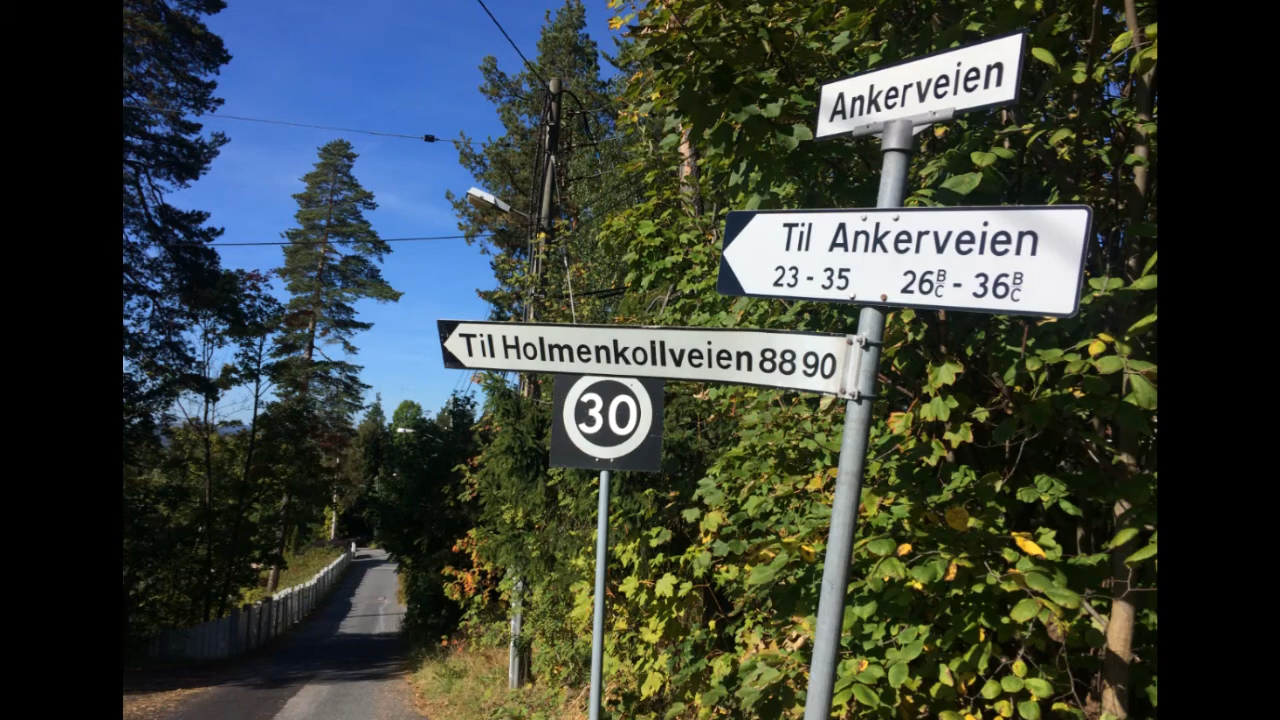 Ankerveien
Til Ankerveien
23 - 35 26B/C - 36B/C
Til Holmenkollveien 88 90
30